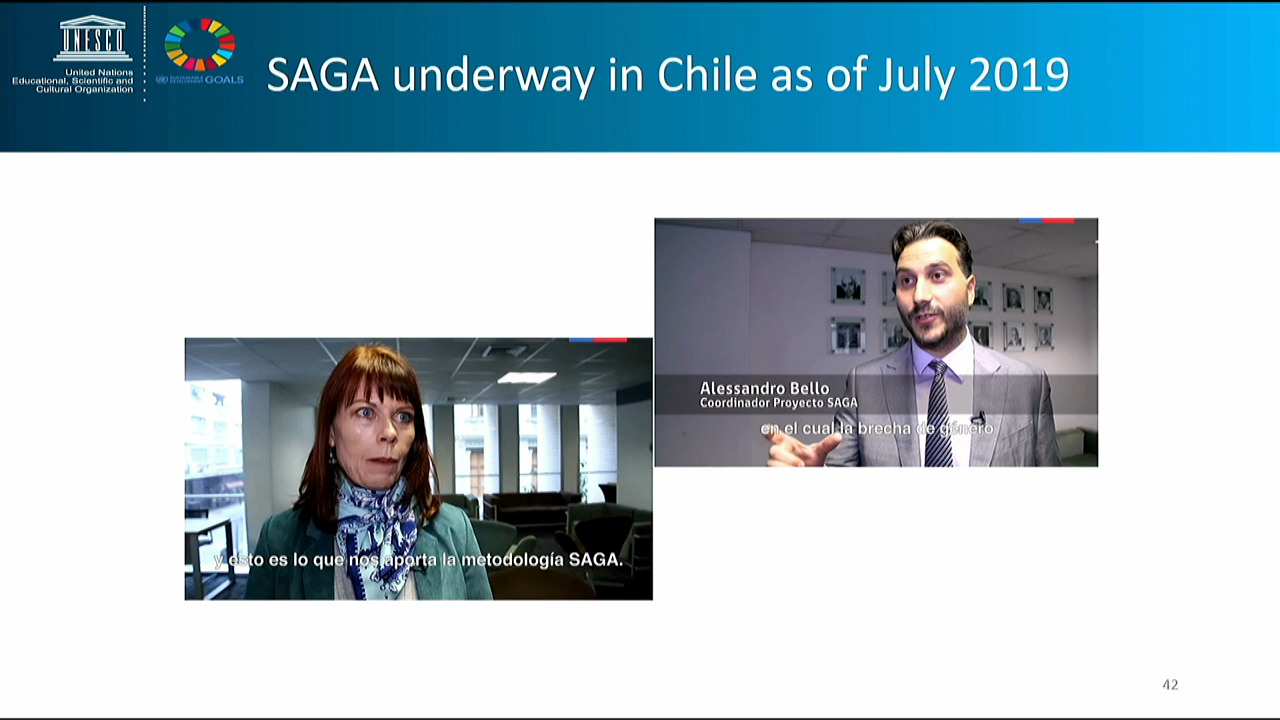 UNESCO
United Nations
Educational, Scientific and
Cultural Organization
SUSTAINABLE
DEVELOPMENT GOALS
SAGA underway in Chile as of July 2019
Alessandro Bello
Coordinador Proyecto SAGA
en el cual la brecha de género
y esto es lo que nos aporta la metodología SAGA.
42